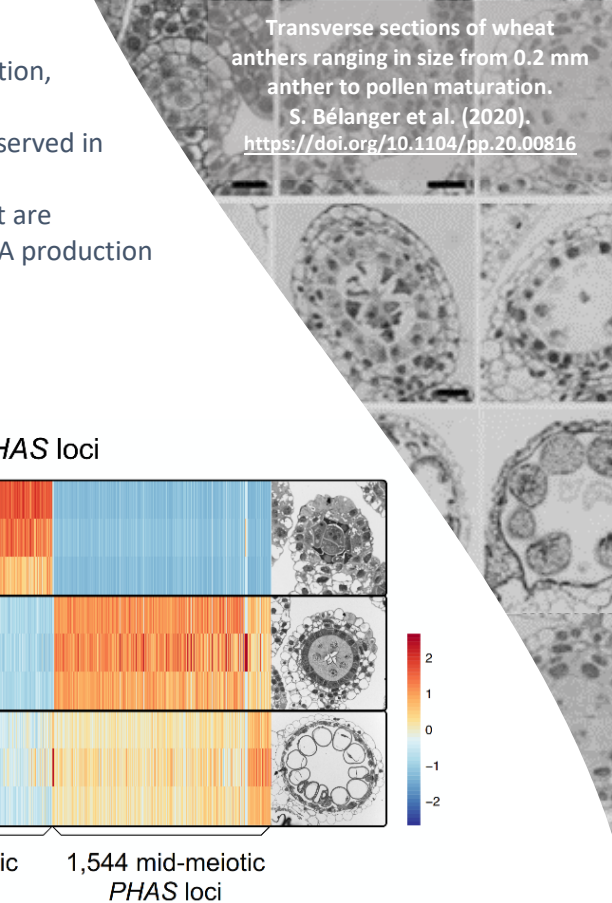 Transverse sections of wheat
anthers ranging in size from 0.2 mm
anther to pollen maturation.
S. Bélanger et al. (2020).
https://doi.org/10.1104/pp.20.00816
tion,
served in
t are
A production
HAS loci
2
1
0
−1
−2
ic
1,544 mid-meiotic
PHAS loci